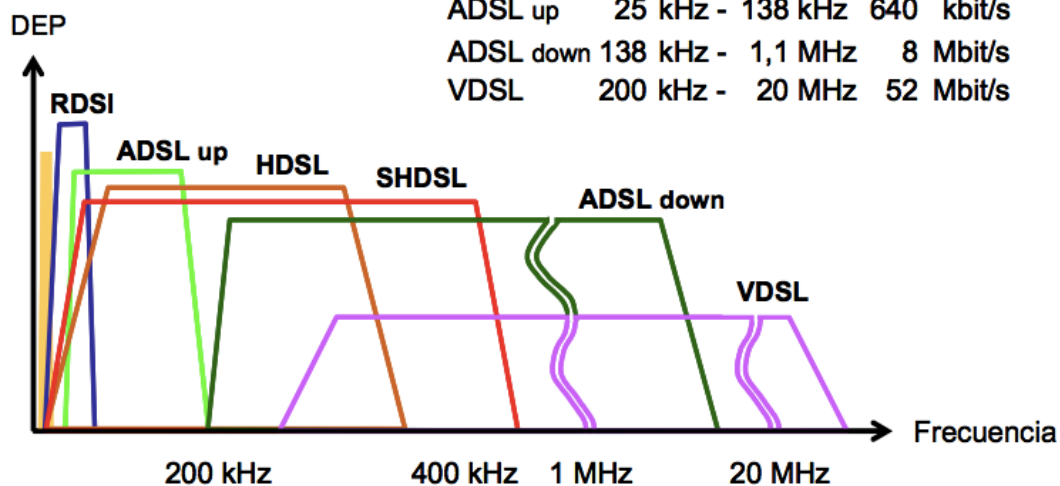 ADSL up 25 kHz - 138 kHz 640 kbit/s
DEP
ADSL down 138 kHz - 1,1 MHz 8 Mbit/s
VDSL 200 kHz - 20 MHz 52 Mbit/s
RDSI
ADSL up
HDSL
SHDSL
ADSL down
VDSL
Frecuencia
200 kHz 400 kHz 1 MHz 20 MHz